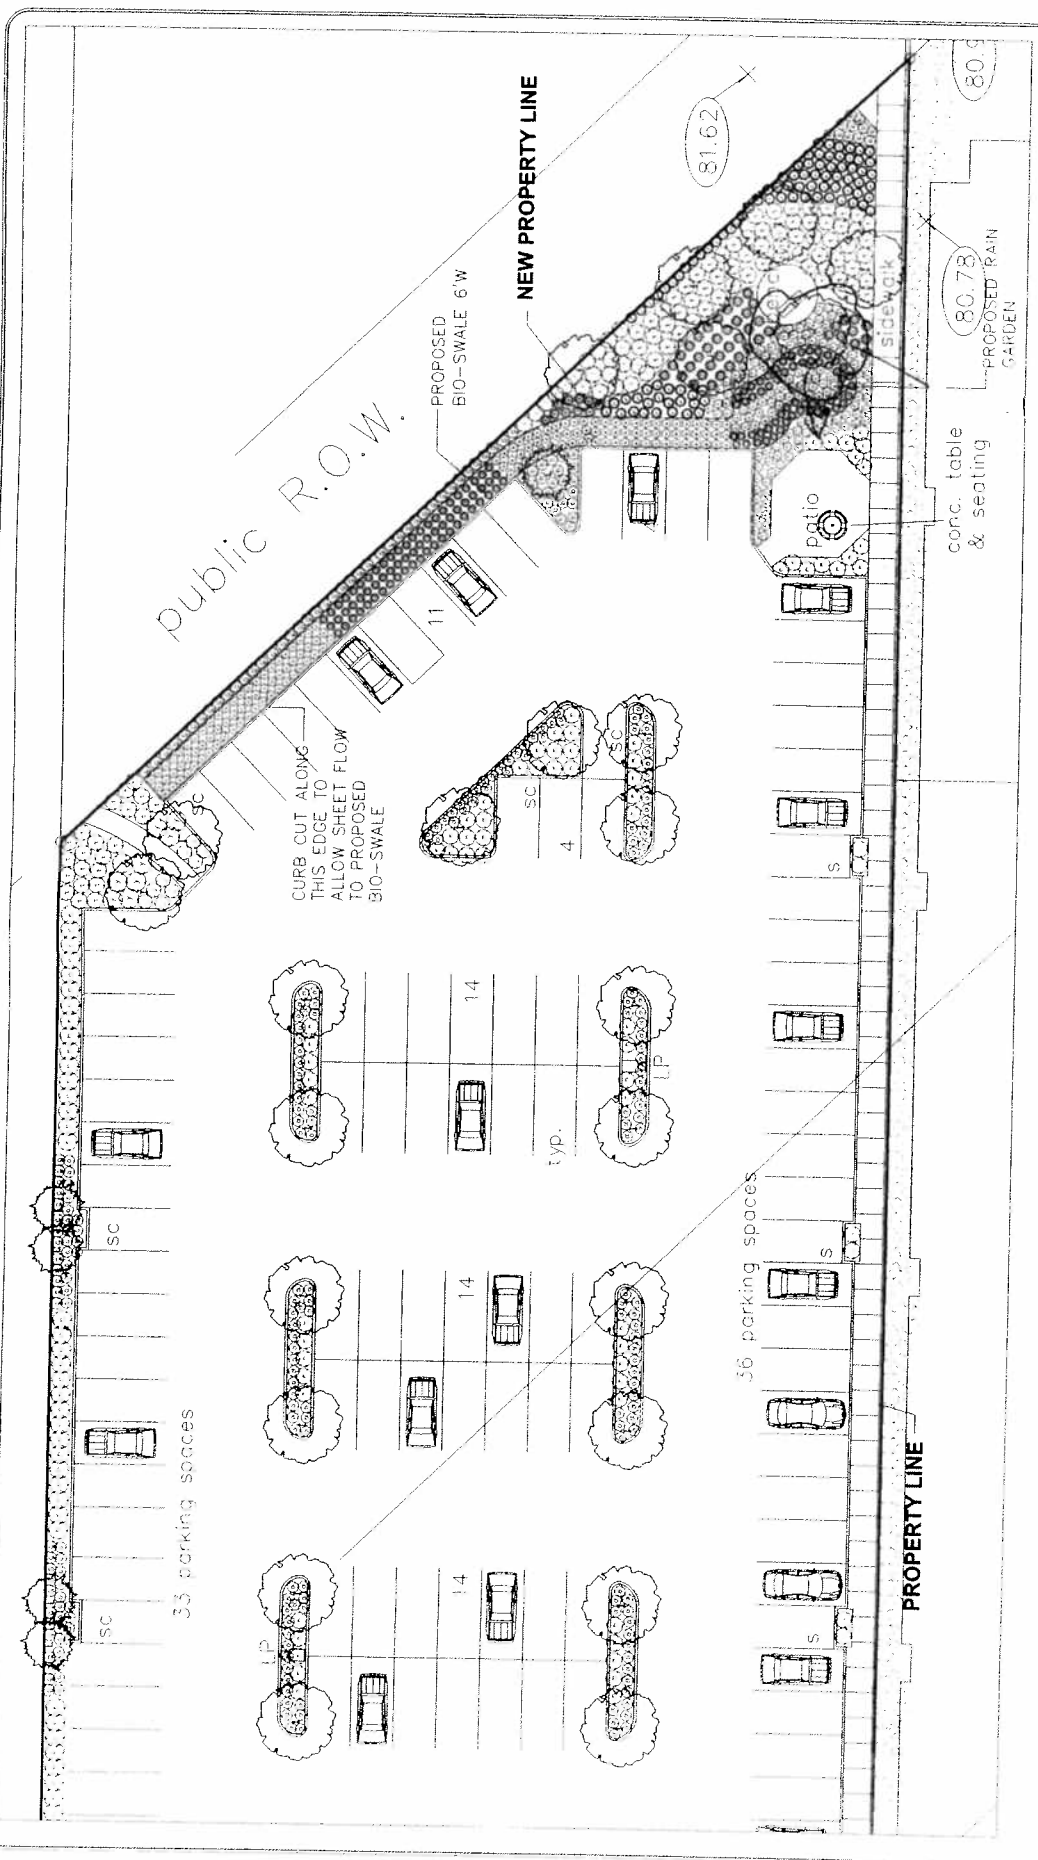 public R.O.W.
PROPOSED
BIO-SWALE 6'W
NEW PROPERTY LINE
81.62
80.9
80.78
PROPOSED RAIN
GARDEN
sidewalk
conc. table
& seating
patio
11
CURB CUT ALONG
THIS EDGE TO
ALLOW SHEET FLOW
TO PROPOSED
BIO-SWALE
SC
SC
SC
4
S
14
typ.
LP
SC
14
36 parking spaces
S
33 parking spaces
SC
LP
14
S
PROPERTY LINE